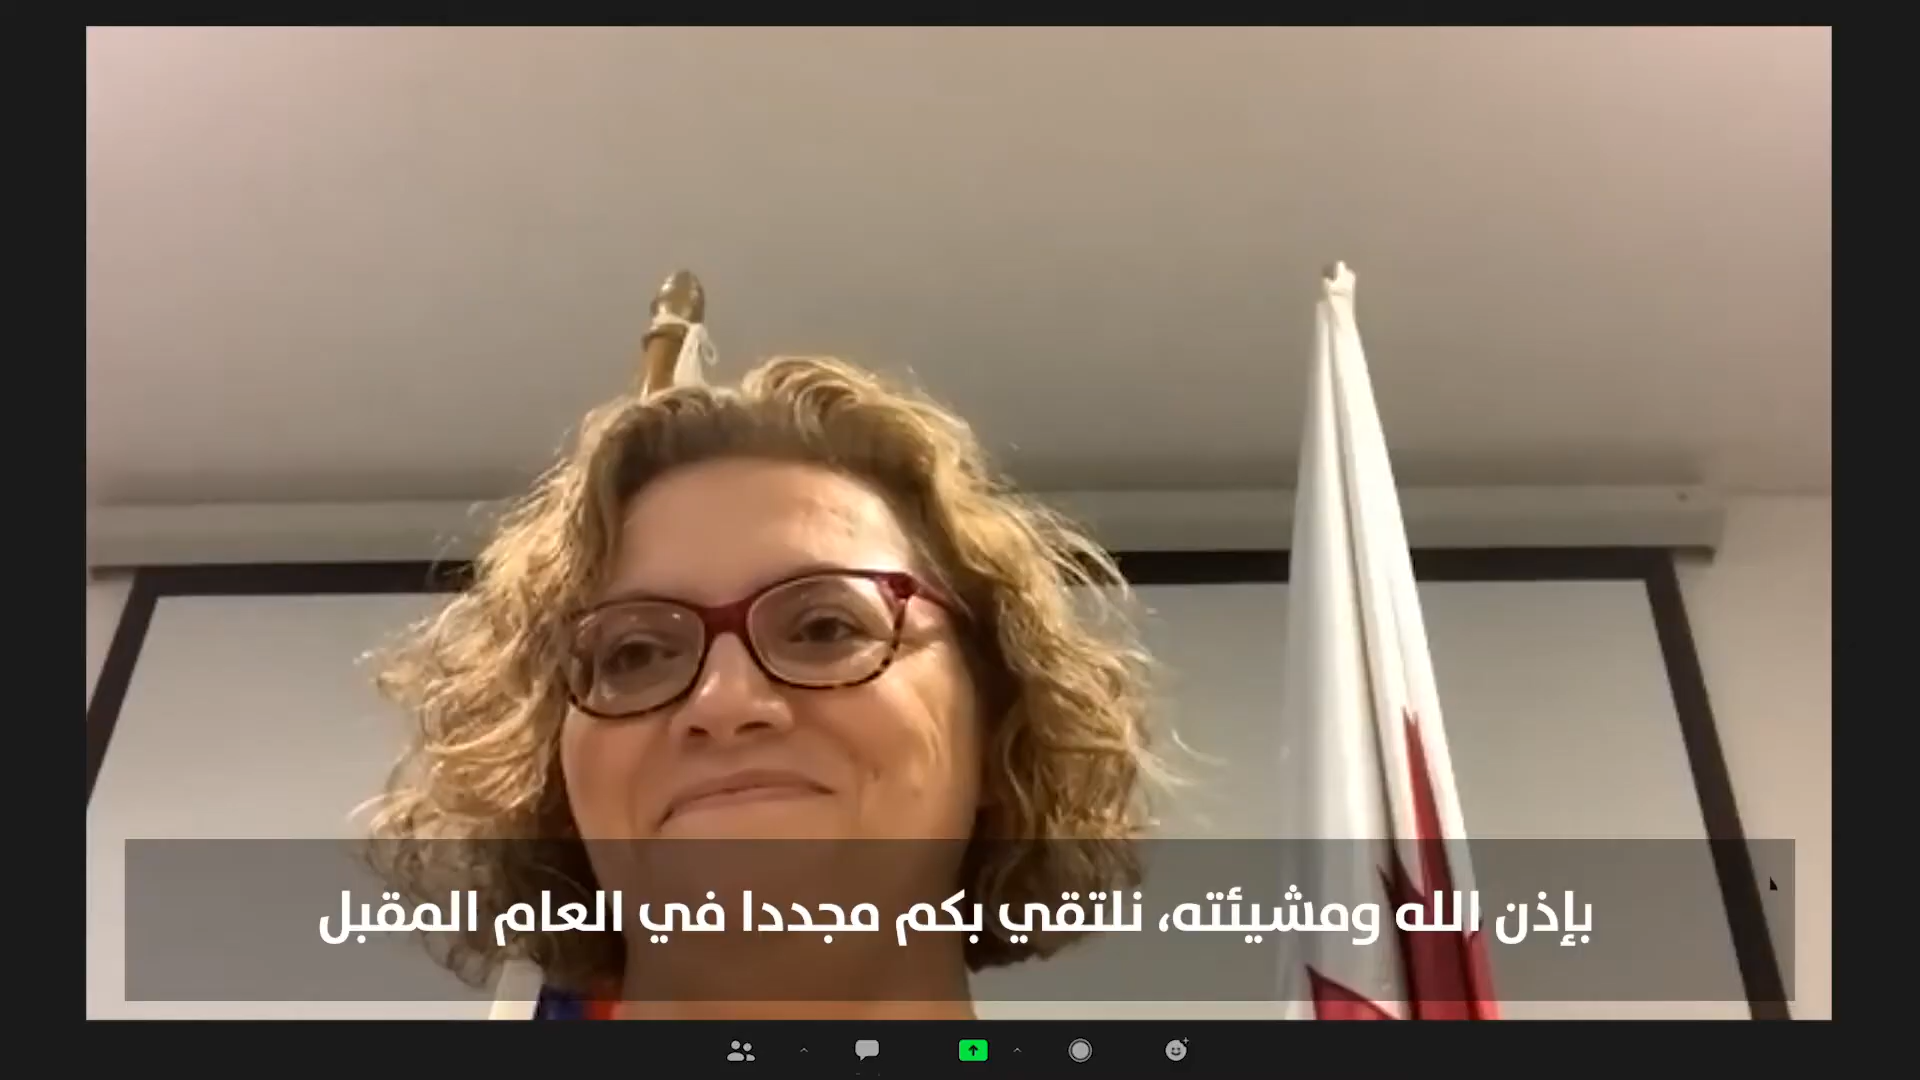 بإذن الله ومشيئته، نلتقي بكم مجددا في العام المقبل